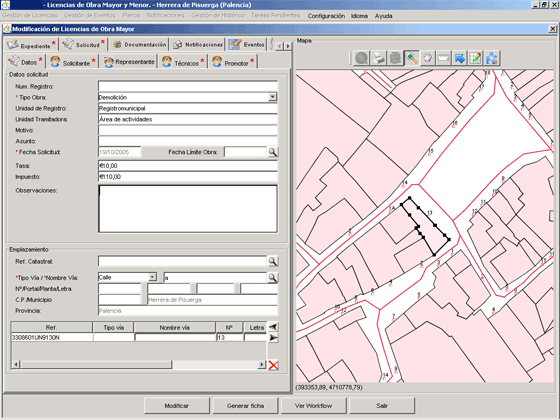 - Licencias de Obra Mayor y Menor. - Herrera de Pisuerga (Palencia)
Gestión de Licencias Gestión de Eventos Planos Gestión de Histórico Tareas Pendientes Configuración Idioma Ayuda
Modificación de Licencias de Obra Mayor
Expediente * Solicitud * Documentación Notificaciones Eventos
Datos * Solicitante * Representante Técnicos * Promotor *
Datos solicitud
Num. Registro:
* Tipo Obra: Demolición
Unidad de Registro: Registromunicipal
Unidad Tramitadora: Área de actividades
Motivo:
Asunto:
* Fecha Solicitud: 19/10/2005 Fecha Límite Obra:
Tasa: €10,00
Impuesto: €110,00
Observaciones:
Emplazamiento
Ref. Catastral:
*Tipo Vía / *Nombre Vía: Calle a
Nº/Portal/Planta/Letra
C.P./Municipio Herrera de Pisuerga
Provincia: Palencia
Ref. Tipo vía Nombre vía Nº Letra
3308601UN9130N 13
Mapa
13
(393353,89, 4710778,79)
Modificar Generar ficha Ver Workflow Salir